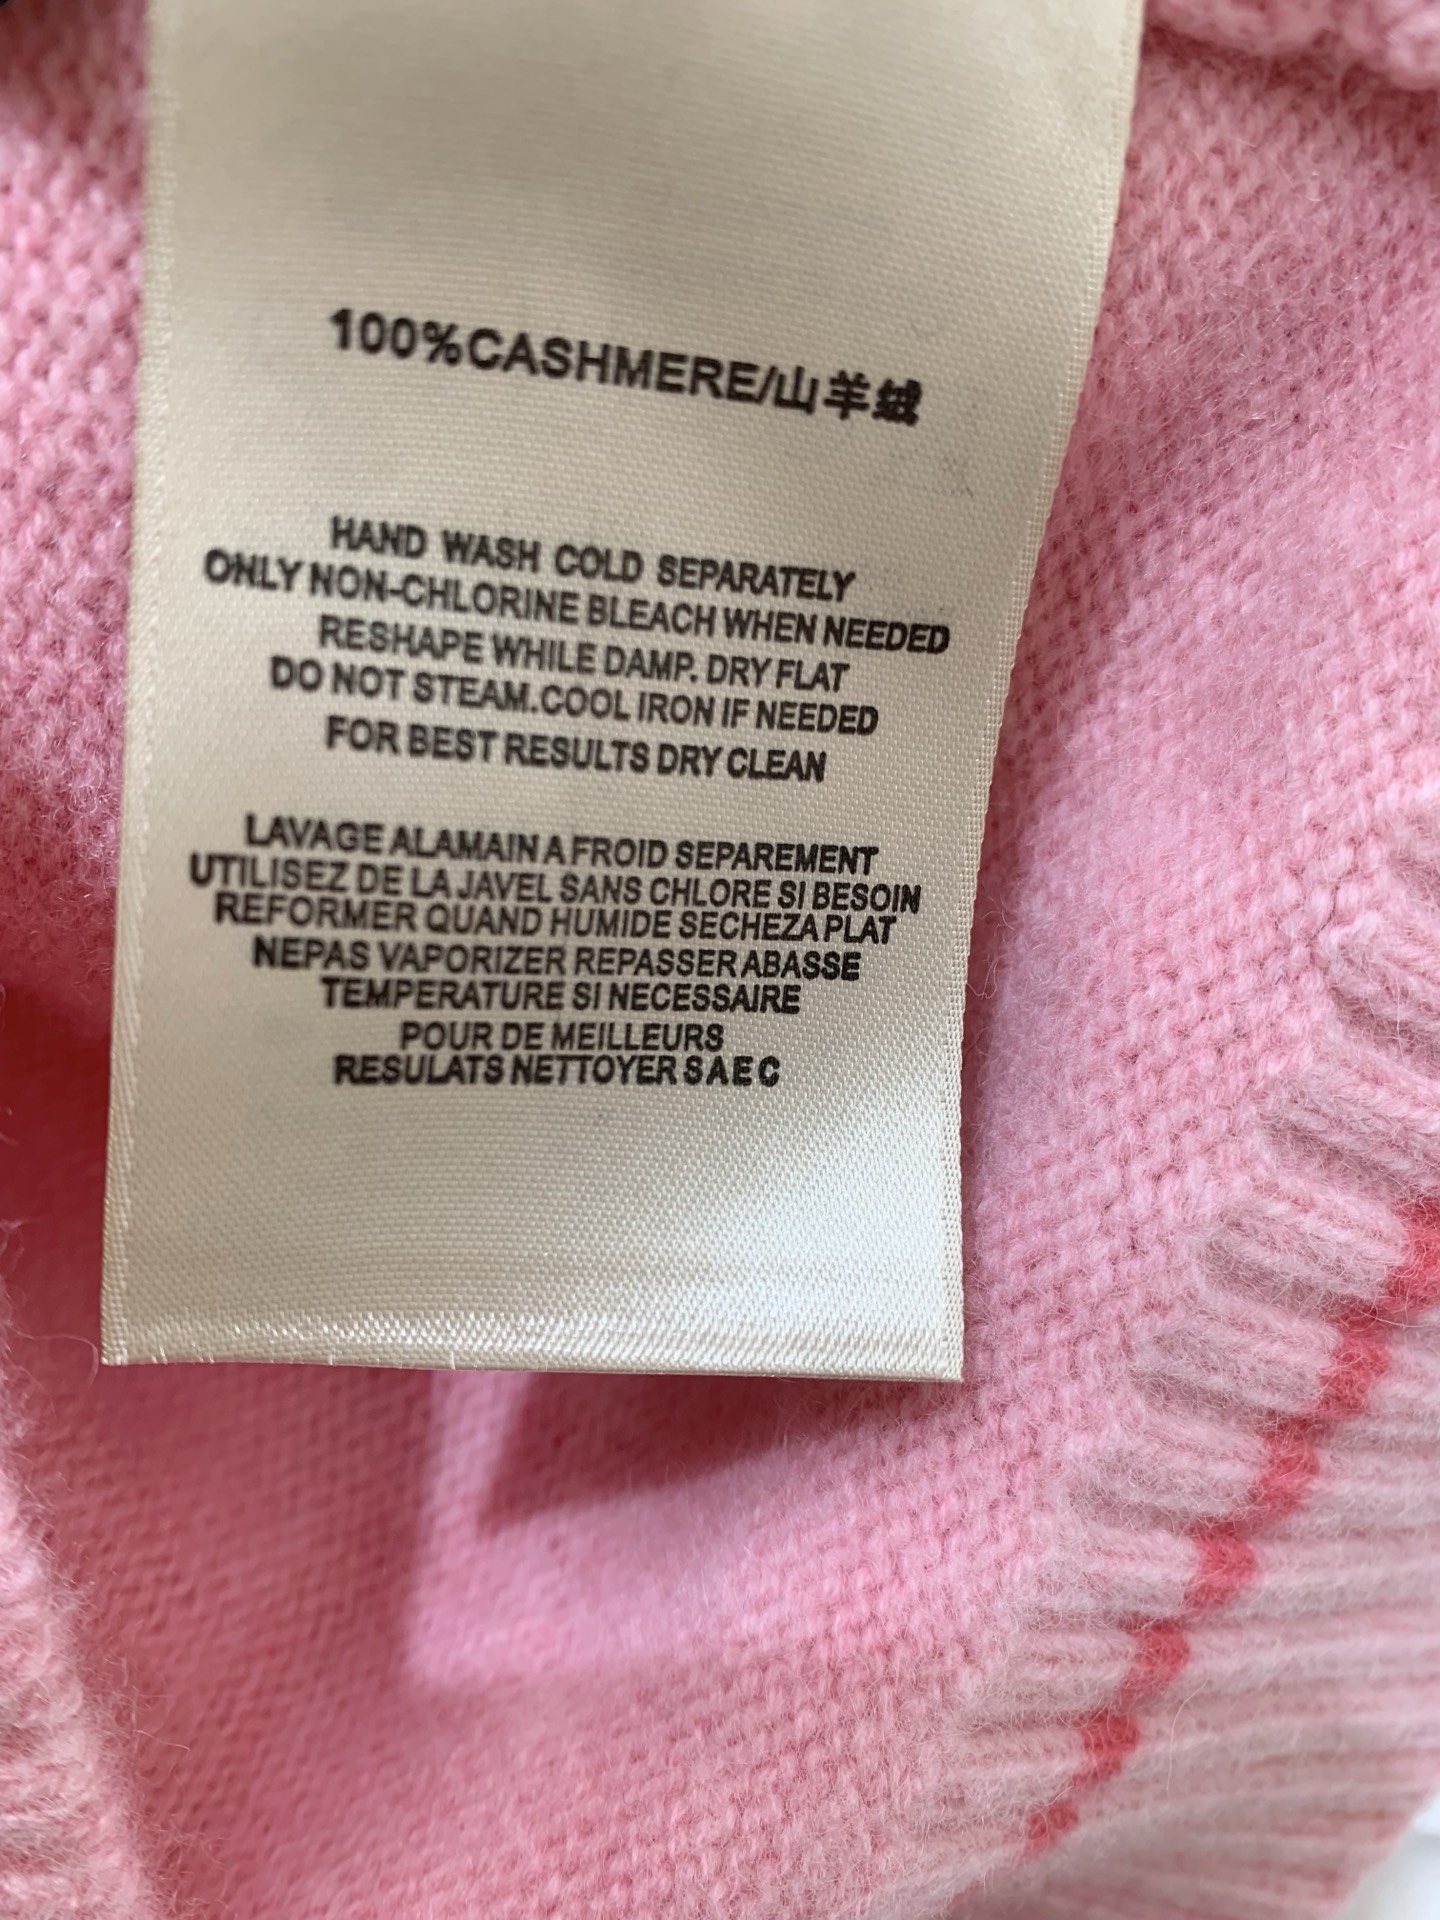 100%CASHMERE/山羊绒
HAND WASH COLD SEPARATELY
ONLY NON-CHLORINE BLEACH WHEN NEEDED
RESHAPE WHILE DAMP. DRY FLAT
DO NOT STEAM.COOL IRON IF NEEDED
FOR BEST RESULTS DRY CLEAN
LAVAGE ALAMAIN A FROID SEPAREMENT
UTILISEZ DE LA JAVEL SANS CHLORE SI BESOIN
REFORMER QUAND HUMIDE SECHEZA PLAT
NEPAS VAPORIZER REPASSER ABASSE
TEMPERATURE SI NECESSAIRE
POUR DE MEILLEURS
RESULATS NETTOYER SAEC